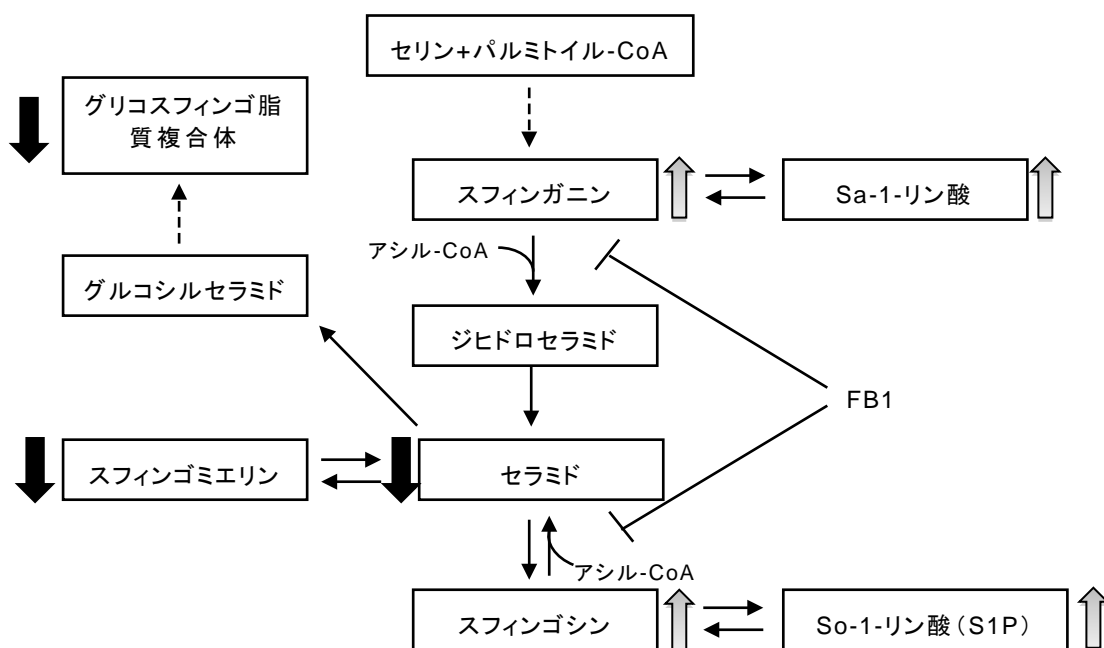 セリン+パルミトイル-CoA
グリコスフィンゴ脂
質複合体
スフィンガニン
Sa-1-リン酸
アシル-CoA
グルコシルセラミド
ジヒドロセラミド
FB1
スフィンゴミエリン
セラミド
アシル-CoA
スフィンゴシン
So-1-リン酸（S1P）